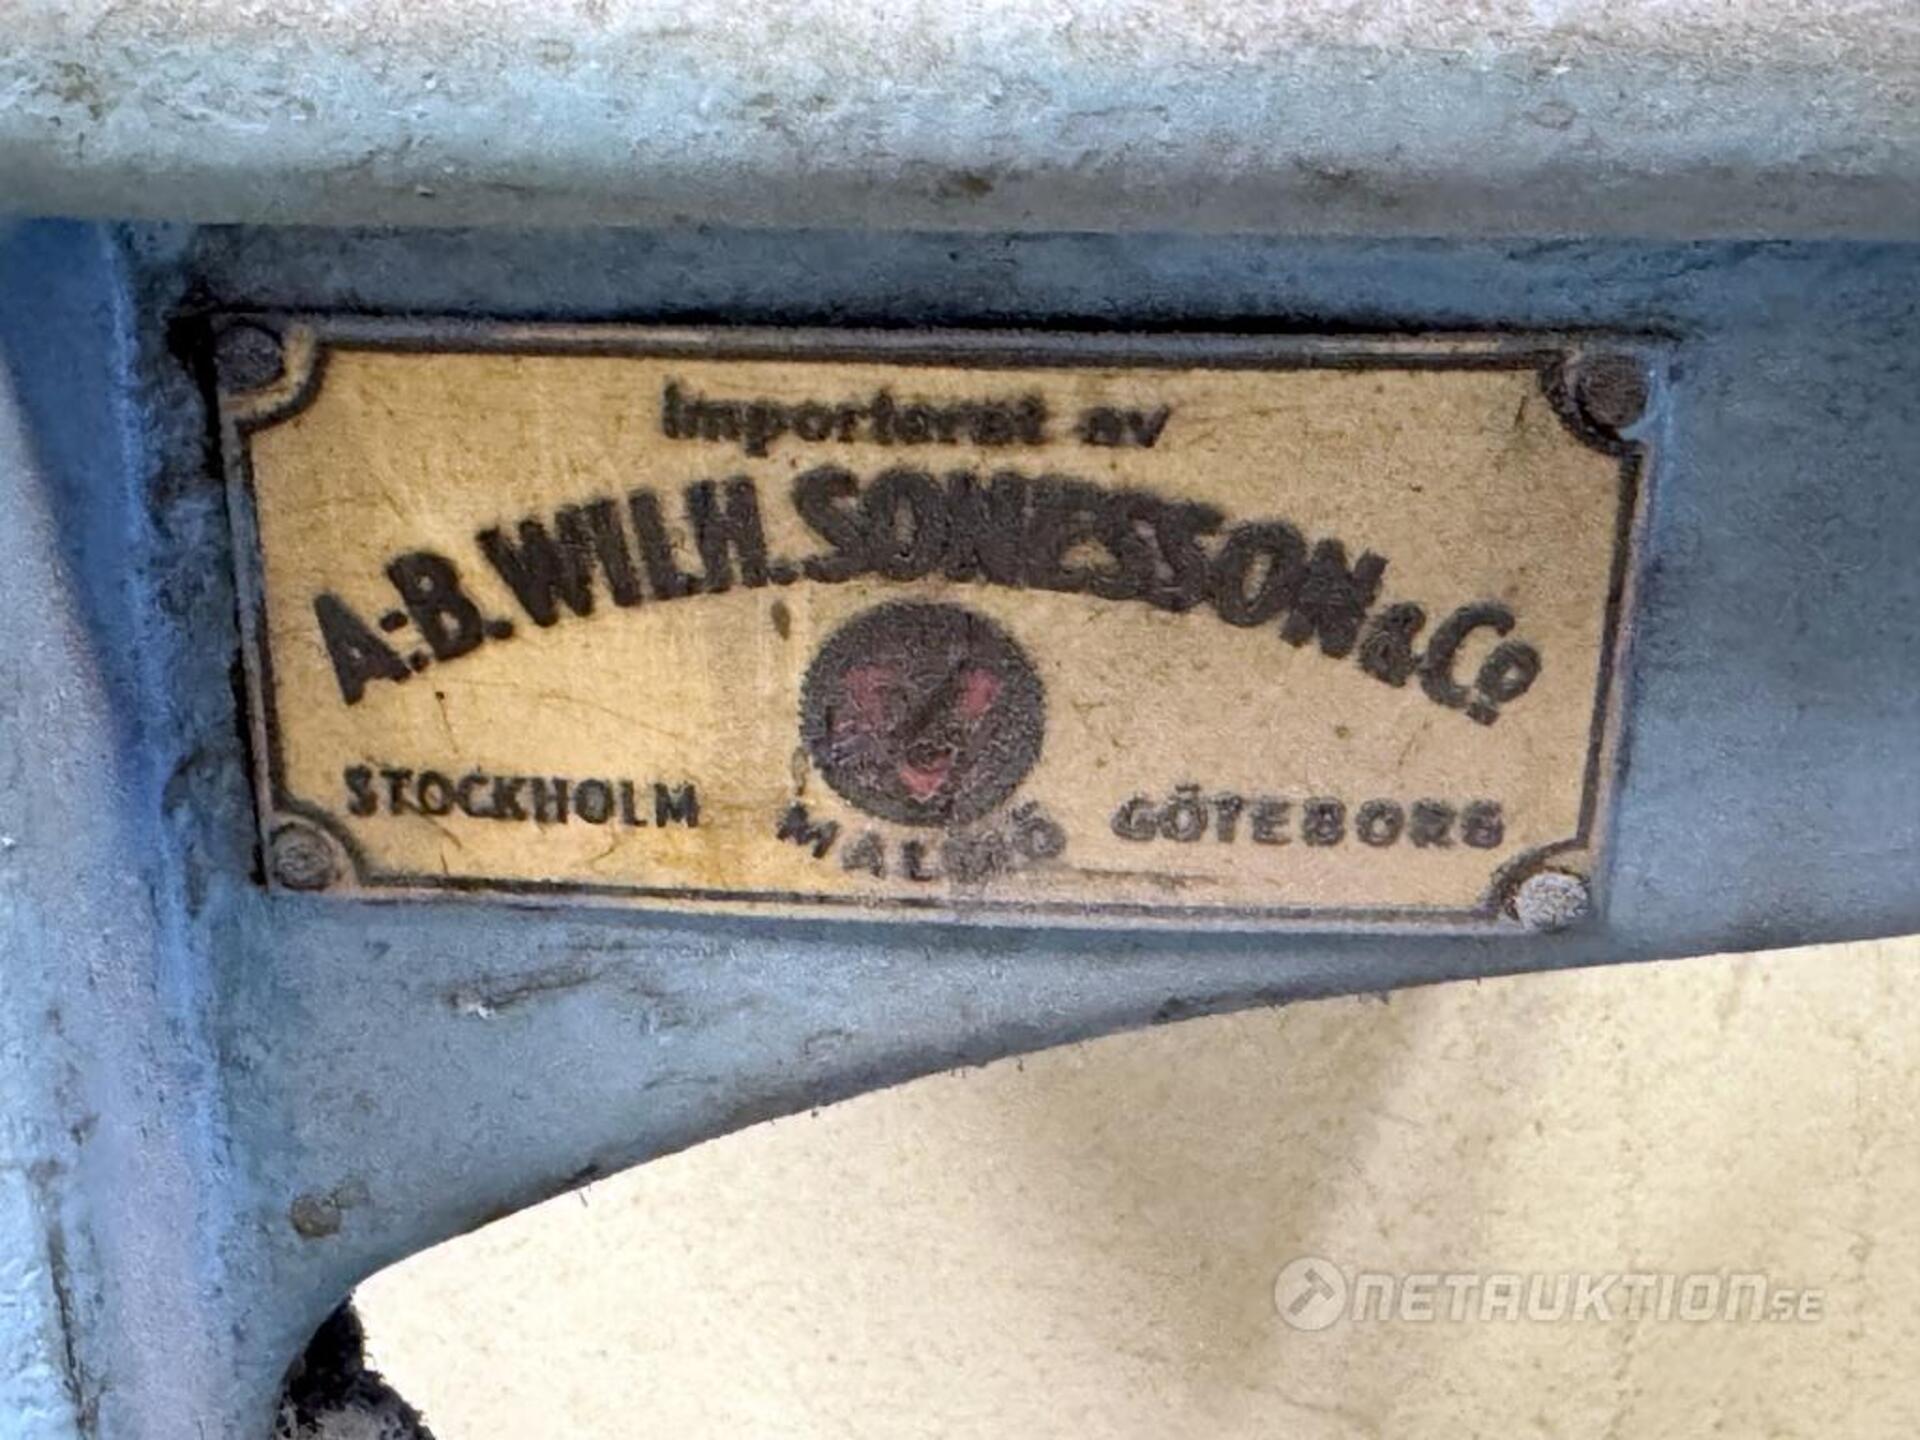 Importerat av
A.-B. WILH. SONESSON & Co.
STOCKHOLM
MALMÖ
GÖTEBORG
NETAUKTION.SE